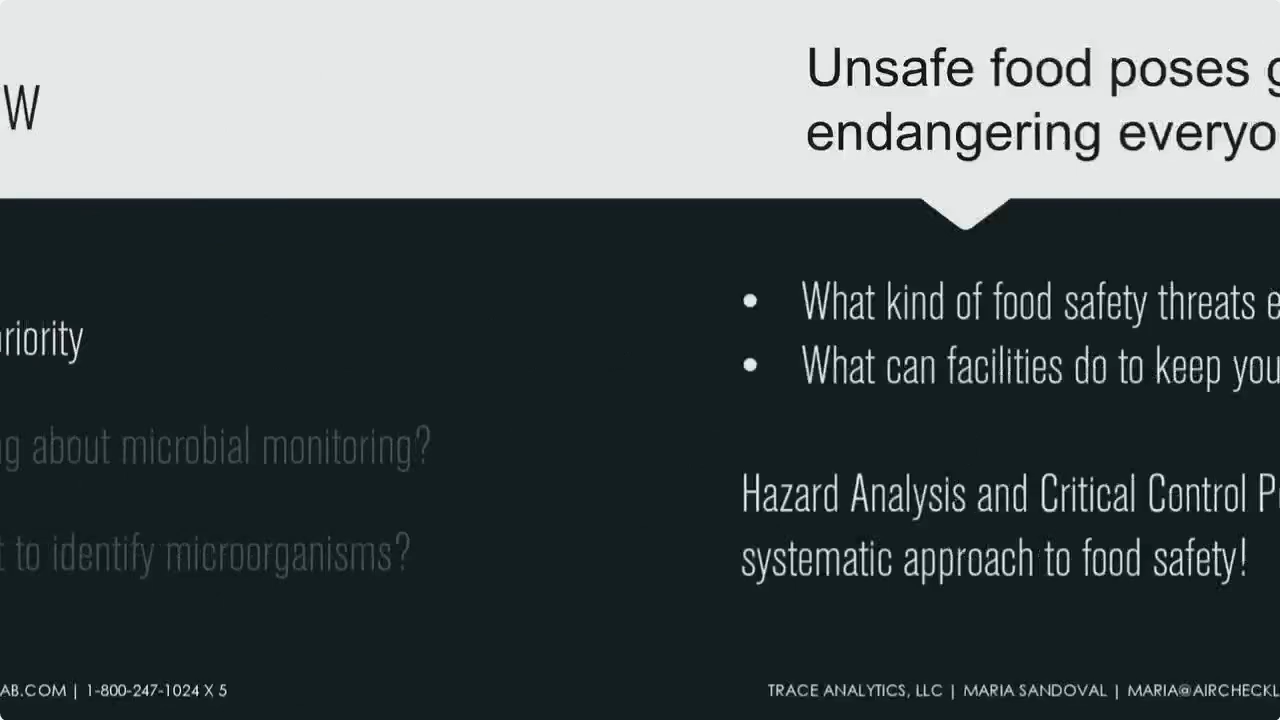 W
priority
about microbial monitoring?
to identify microorganisms?
AB.COM | 1-800-247-1024 X 5
Unsafe food poses
endangering everyo
• What kind of food safety threats
• What can facilities do to keep you
Hazard Analysis and Critical Control P
systematic approach to food safety!
TRACE ANALYTICS, LLC | MARIA SANDOVAL | MARIA@AIRCHECKL